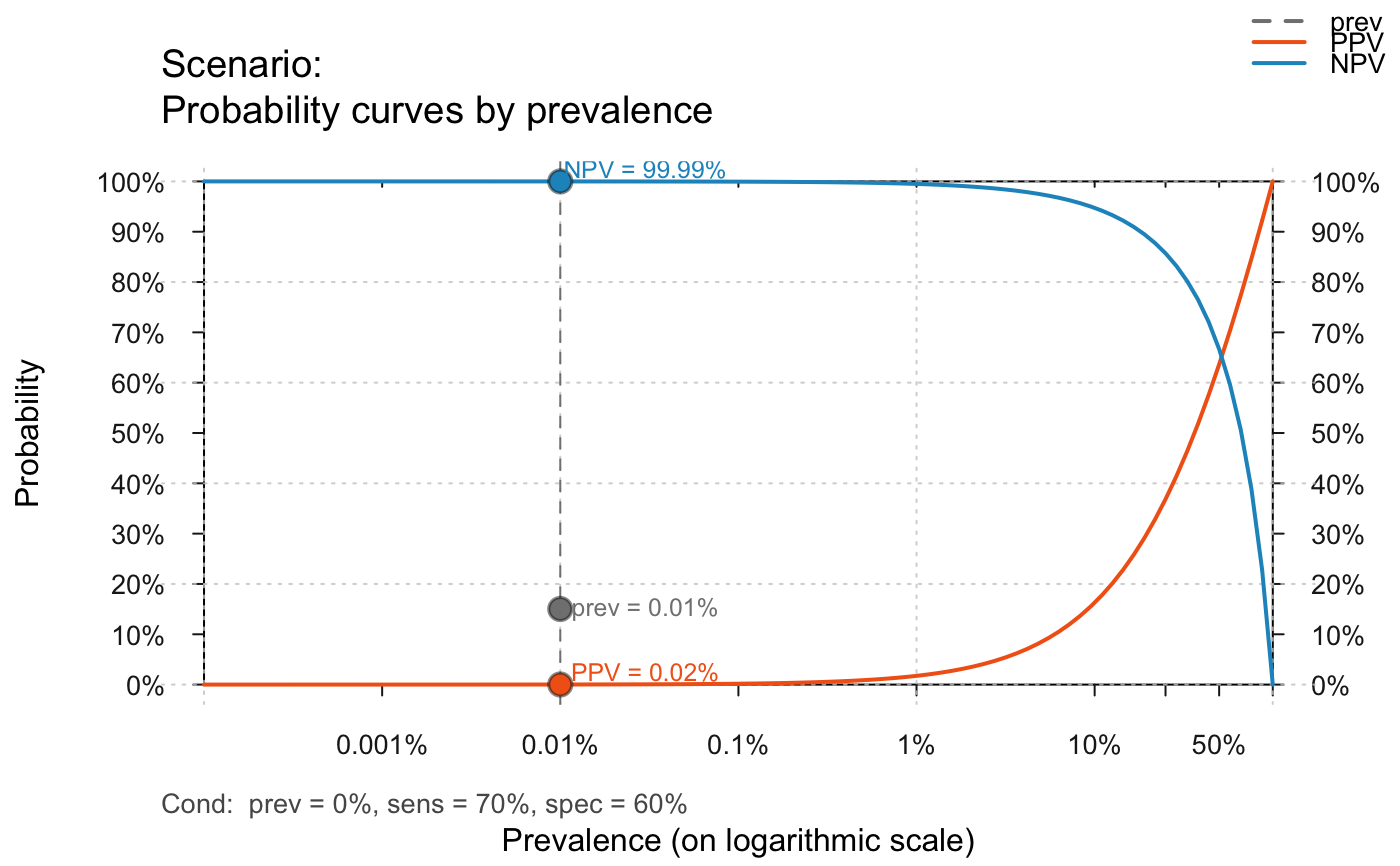 prev
PPV
NPV
Scenario:
Probability curves by prevalence
NPV = 99.99%
100%
90%
80%
70%
60%
50%
40%
30%
20%
10%
0%
100%
90%
80%
70%
60%
50%
40%
30%
20%
10%
0%
Probability
prev = 0.01%
PPV = 0.02%
0.001%
0.01%
0.1%
1%
10%
50%
Cond:  prev = 0%, sens = 70%, spec = 60%
Prevalence (on logarithmic scale)